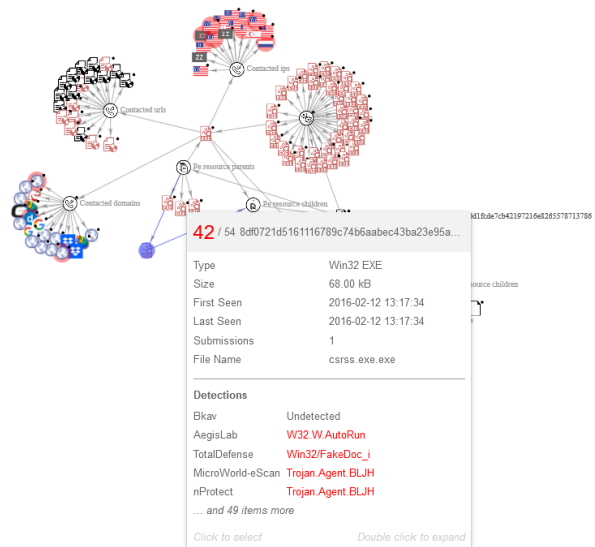 Contacted ips
Contacted urls
Pe resource parents
Contacted domains
Pe resource children
42 / 54 8df0721d5161116789c74b6aabec43ba23e95a...
d1fcde7cb42197216e8265578713786
Type Win32 EXE
Size 68.00 kB
First Seen 2016-02-12 13:17:34
esource children
Last Seen 2016-02-12 13:17:34
Submissions 1
File Name csrss.exe.exe
Detections
Bkav Undetected
AegisLab W32.W.AutoRun
TotalDefense Win32/FakeDoc_i
MicroWorld-eScan Trojan.Agent.BLJH
nProtect Trojan.Agent.BLJH
... and 49 items more
Click to select Double click to expand